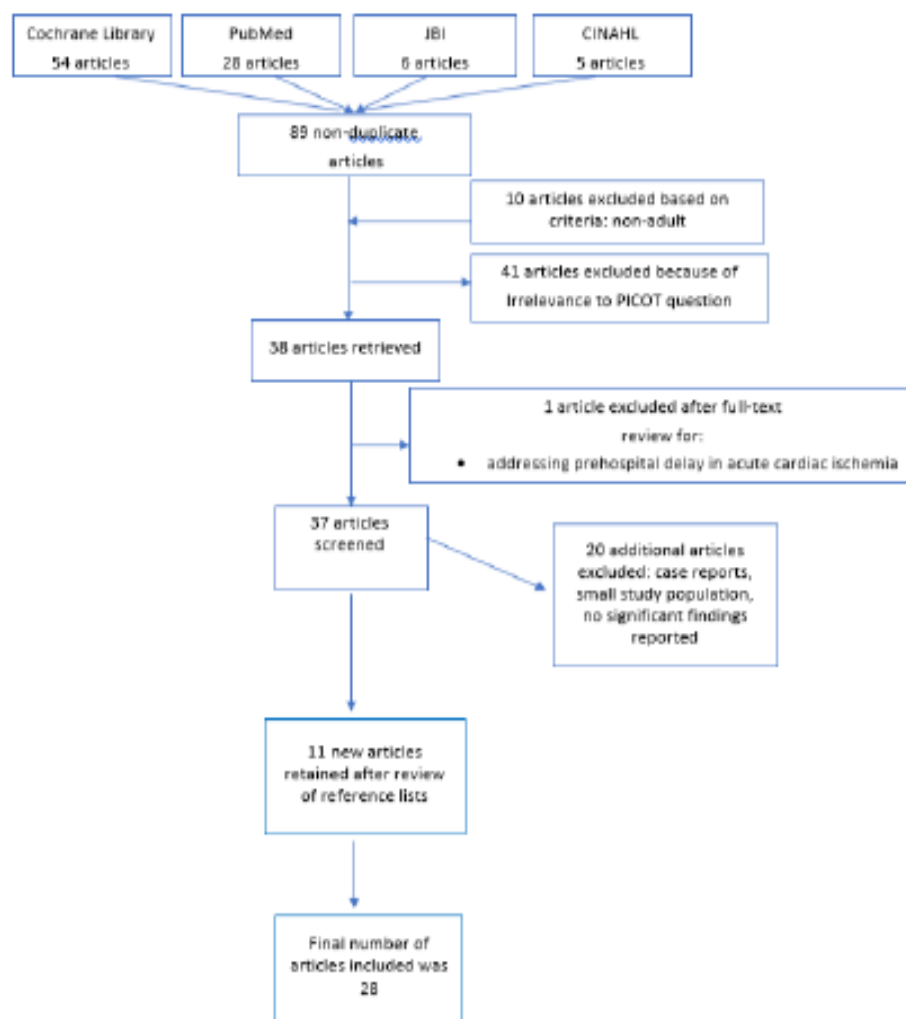 Cochrane Library
54 articles
PubMed
28 articles
JBI
6 articles
CINAHL
5 articles
89 non-duplicate
articles
10 articles excluded based on
criteria: non-adult
41 articles excluded because of
irrelevance to PICOT question
38 articles retrieved
1 article excluded after full-text
review for:
• addressing prehospital delay in acute cardiac ischemia
37 articles
screened
20 additional articles
excluded: case reports,
small study population,
no significant findings
reported
11 new articles
retained after review
of reference lists
Final number of
articles included was
28